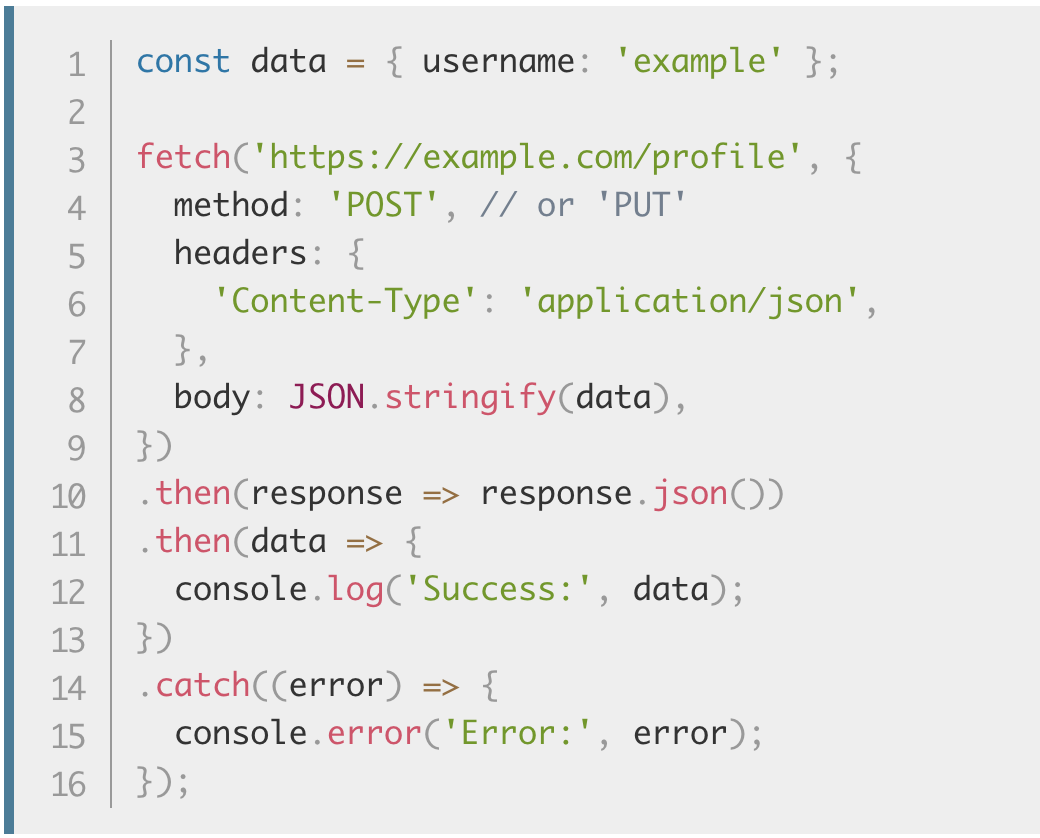 1 const data = { username: 'example' };
2
3 fetch('https://example.com/profile', {
4   method: 'POST', // or 'PUT'
5   headers: {
6     'Content-Type': 'application/json',
7   },
8   body: JSON.stringify(data),
9 })
10 .then(response => response.json())
11 .then(data => {
12   console.log('Success:', data);
13 })
14 .catch((error) => {
15   console.error('Error:', error);
16 });